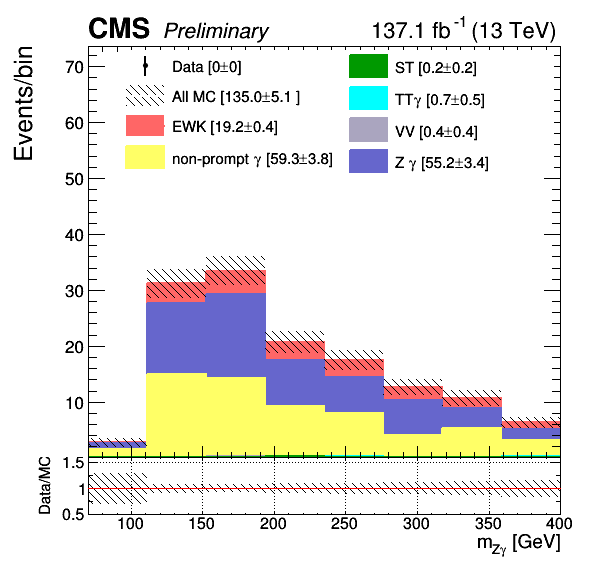 CMS Preliminary 137.1 fb⁻¹ (13 TeV)
Events/bin
70
60
50
40
30
20
10
Data [0±0]
All MC [135.0±5.1 ]
EWK [19.2±0.4]
non-prompt γ [59.3±3.8]
ST [0.2±0.2]
TTγ [0.7±0.5]
VV [0.4±0.4]
Z γ [55.2±3.4]
Data/MC
1.5
1
0.5
100 150 200 250 300 350 400
m_Zγ [GeV]